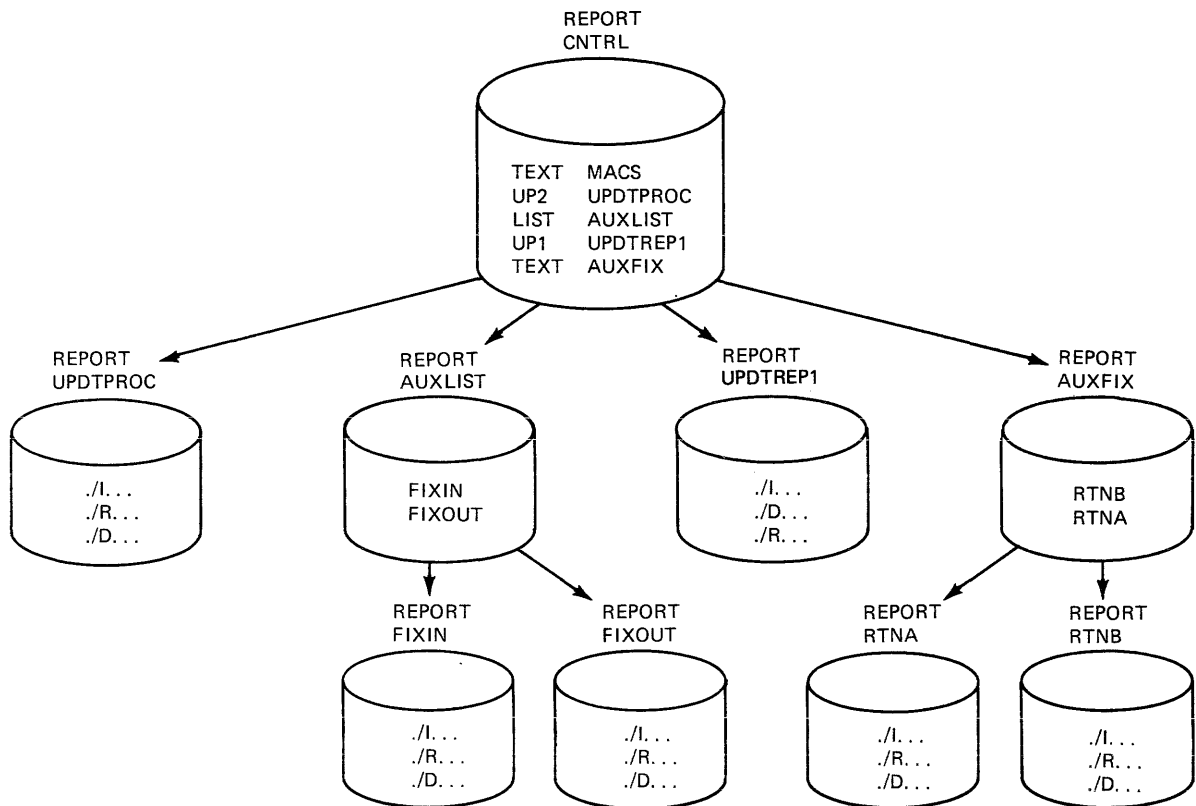 REPORT
CNTRL
TEXT MACS
UP2 UPDTPROC
LIST AUXLIST
UP1 UPDTREP1
TEXT AUXFIX
REPORT
UPDTPROC
./I. . .
./R. . .
./D. . .
REPORT
AUXLIST
FIXIN
FIXOUT
REPORT
UPDTREP1
./I. . .
./D. . .
./R. . .
REPORT
AUXFIX
RTNB
RTNA
REPORT
FIXIN
./I. . .
./R. . .
./D. . .
REPORT
FIXOUT
./I. . .
./R. . .
./D. . .
REPORT
RTNA
./I. . .
./R. . .
./D. . .
REPORT
RTNB
./I. . .
./R. . .
./D. . .